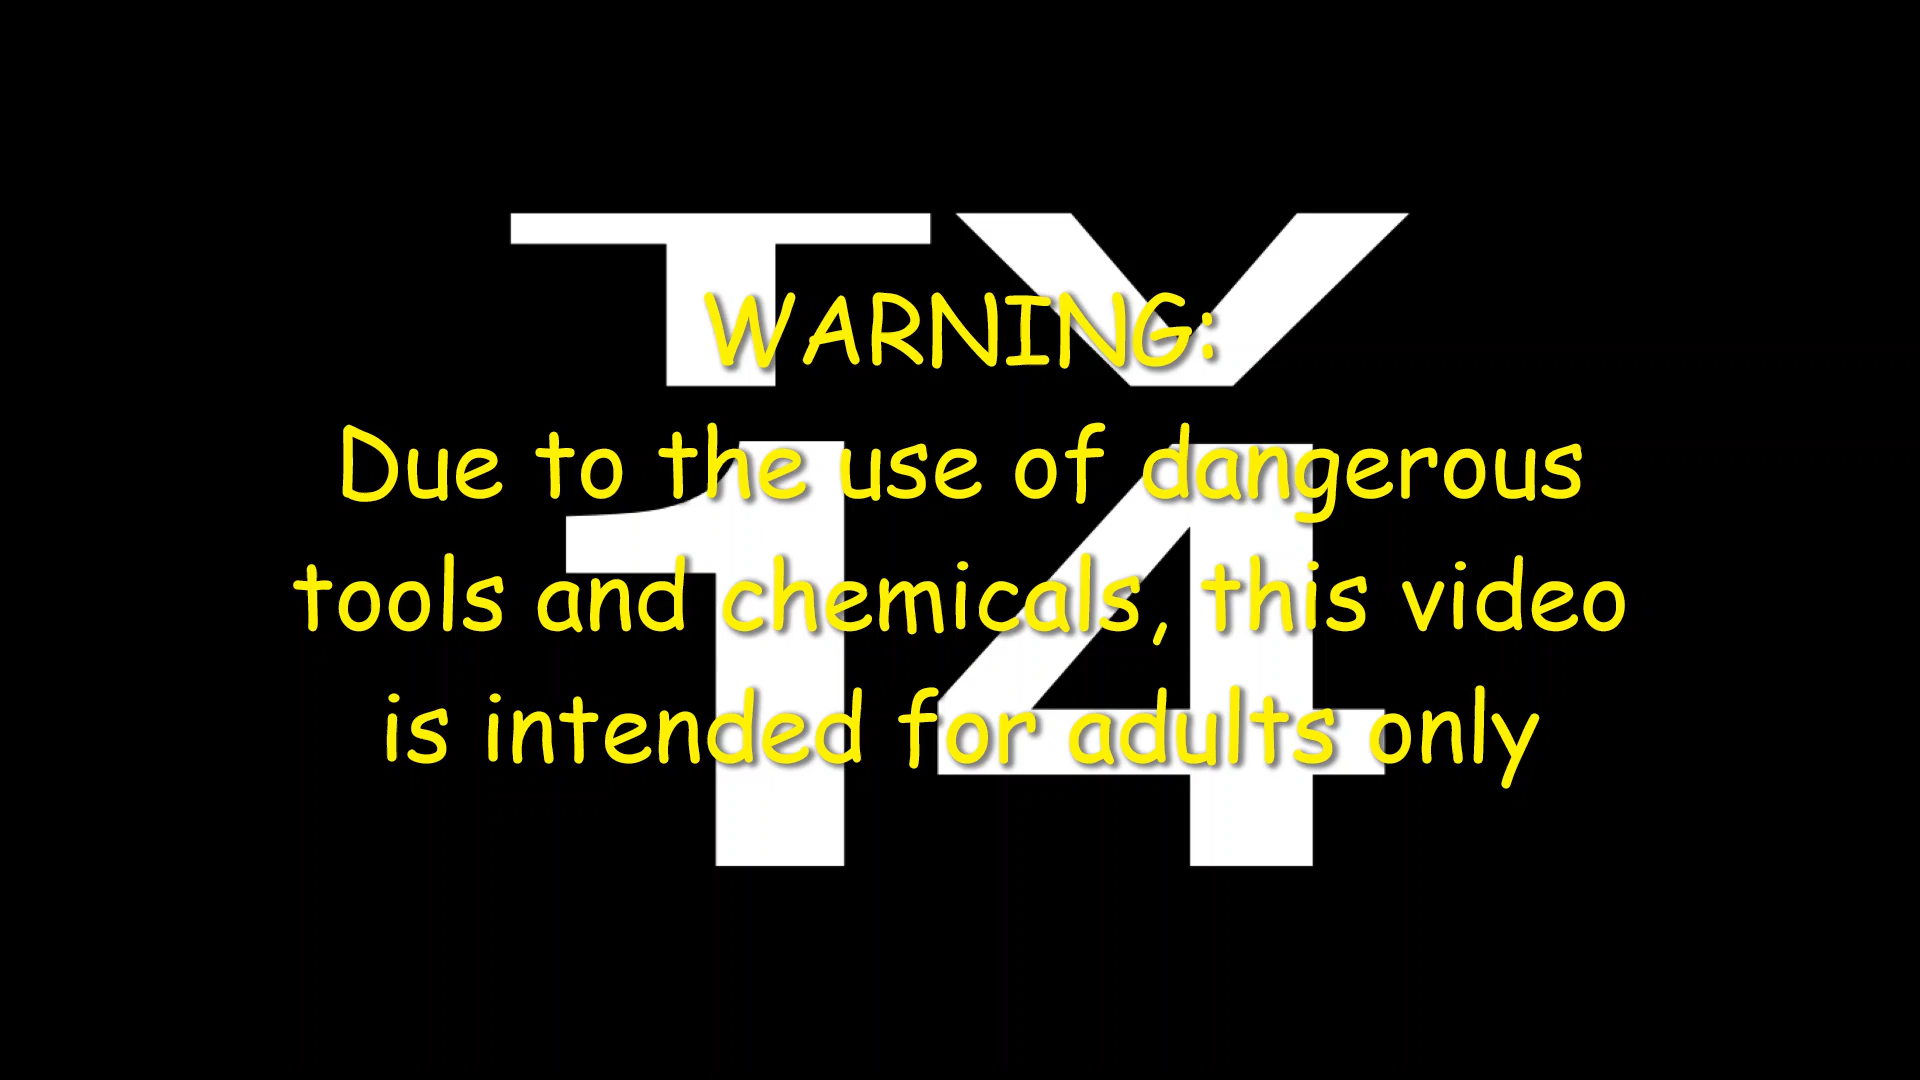 TV
14
WARNING:
Due to the use of dangerous
tools and chemicals, this video
is intended for adults only